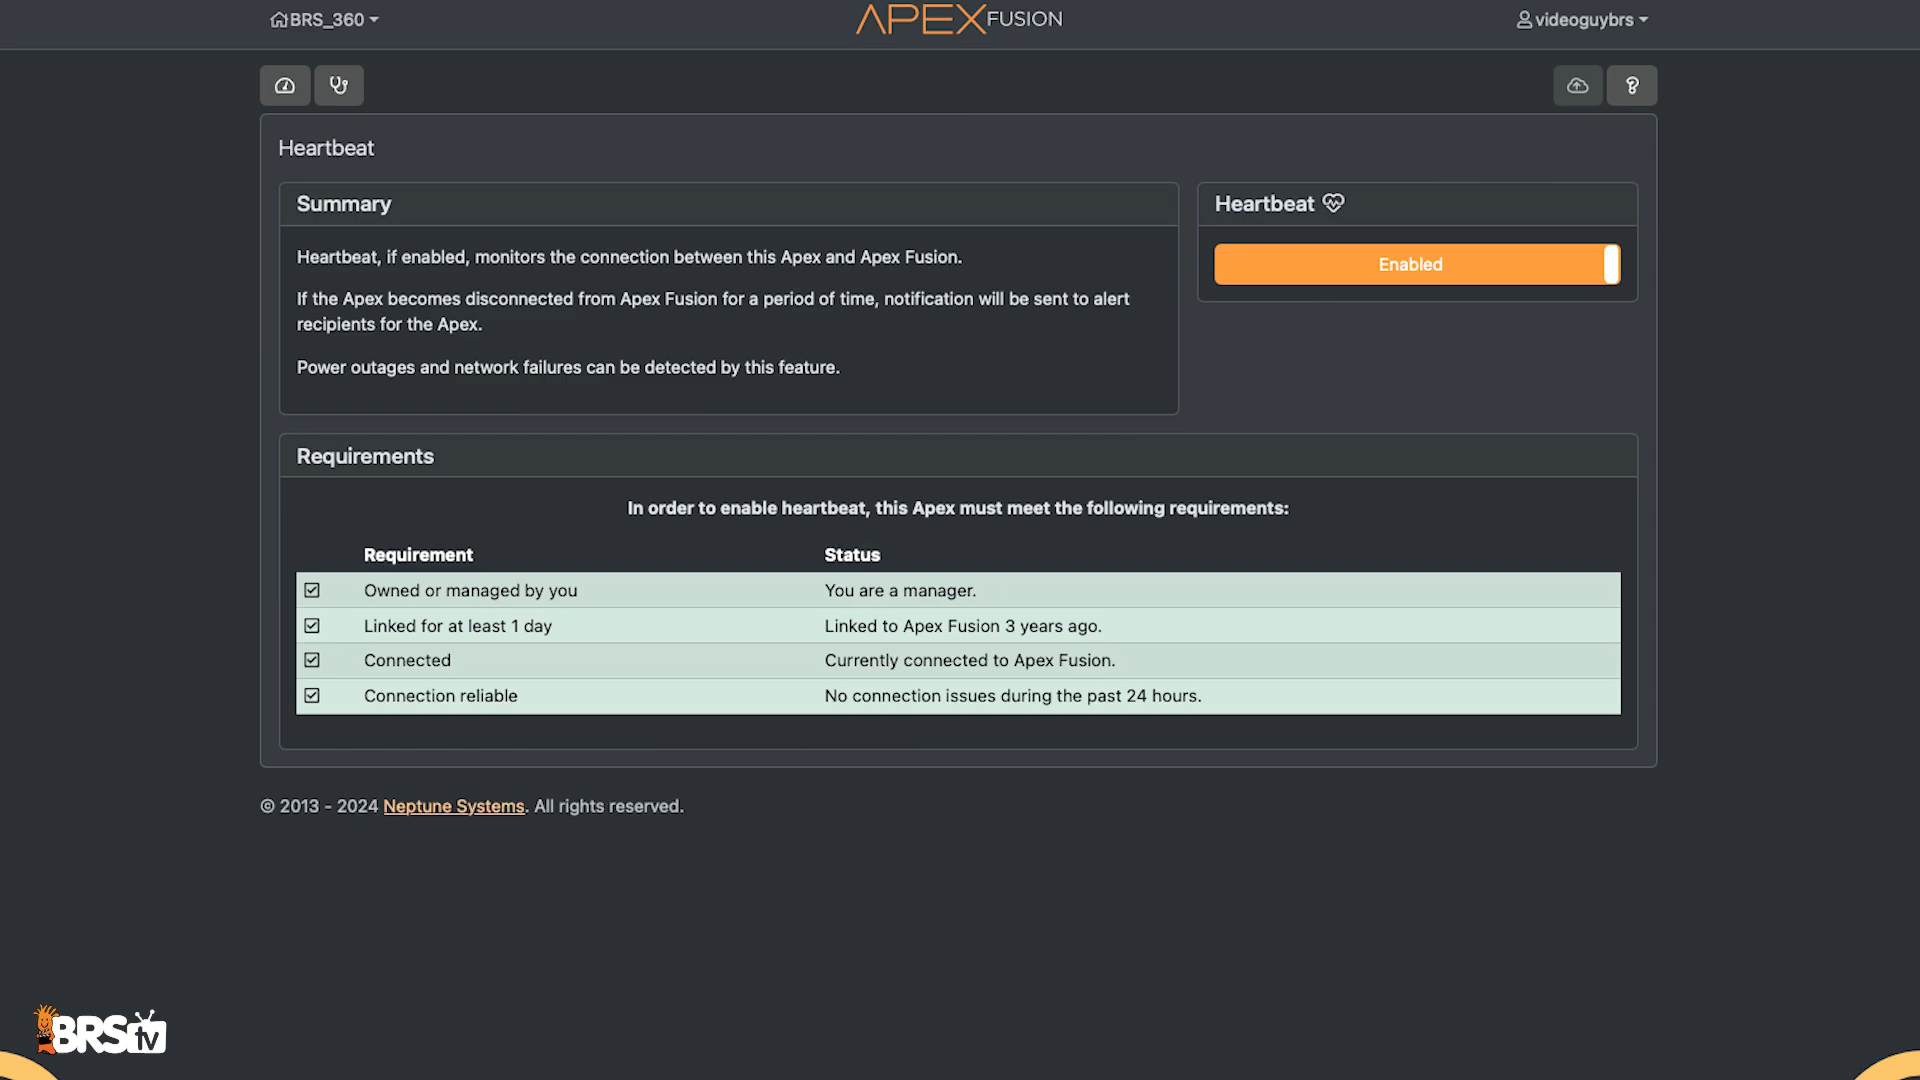 BRS_360
APEX FUSION
videoguybrs
Heartbeat
Summary
Heartbeat, if enabled, monitors the connection between this Apex and Apex Fusion.
If the Apex becomes disconnected from Apex Fusion for a period of time, notification will be sent to alert
recipients for the Apex.
Power outages and network failures can be detected by this feature.
Heartbeat
Enabled
Requirements
In order to enable heartbeat, this Apex must meet the following requirements:
Requirement Status
Owned or managed by you You are a manager.
Linked for at least 1 day Linked to Apex Fusion 3 years ago.
Connected Currently connected to Apex Fusion.
Connection reliable No connection issues during the past 24 hours.
© 2013 - 2024 Neptune Systems. All rights reserved.
BRStv